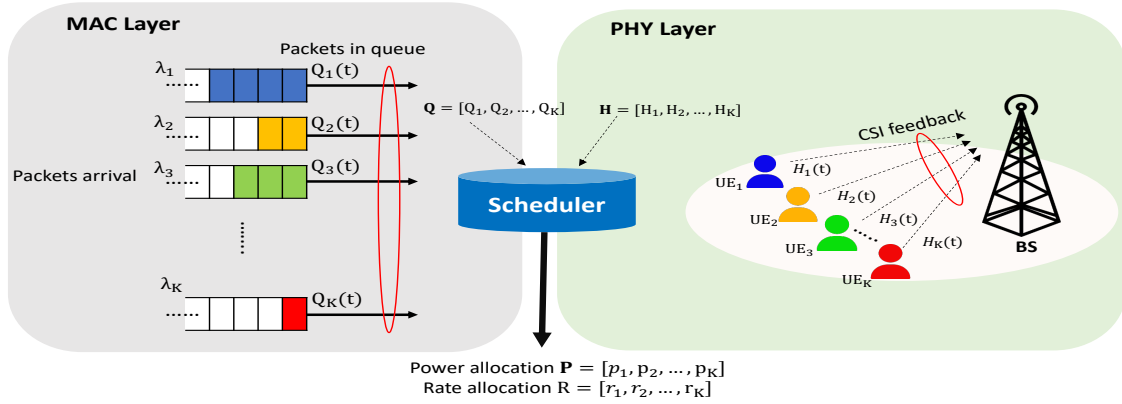 MAC Layer
PHY Layer
Packets in queue
λ1
Q1(t)
λ2
Q2(t)
Packets arrival
λ3
Q3(t)
λK
QK(t)
Q = [Q1, Q2, ..., QK]
H = [H1, H2, ..., HK]
Scheduler
CSI feedback
UE1
H1(t)
UE2
H2(t)
UE3
H3(t)
UEK
HK(t)
BS
Power allocation P = [p1, p2, ..., pK]
Rate allocation R = [r1, r2, ..., rK]